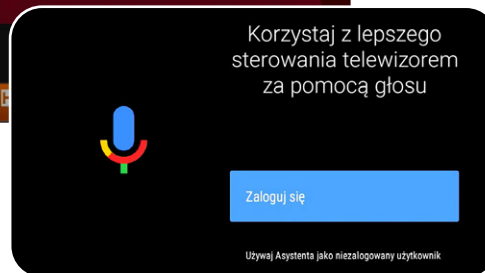 Korzystaj z lepszego
sterowania telewizorem
za pomocą głosu
Zaloguj się
Używaj Asystenta jako niezalogowany użytkownik